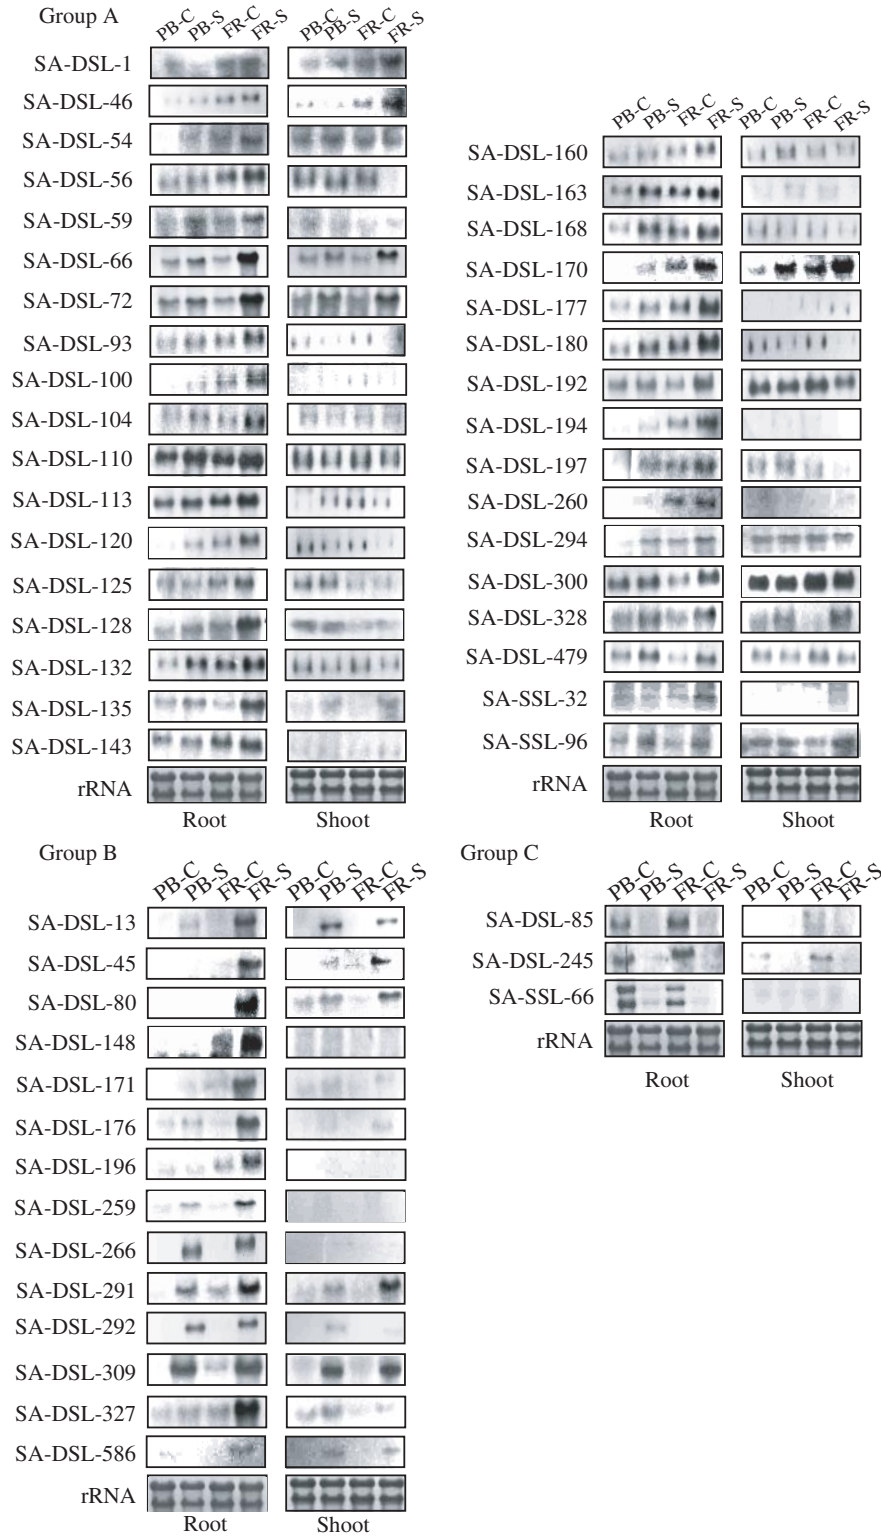 Group A
PB-C PB-S FR-C FR-S PB-C PB-S FR-C FR-S
SA-DSL-1
SA-DSL-46
SA-DSL-54
SA-DSL-56
SA-DSL-59
SA-DSL-66
SA-DSL-72
SA-DSL-93
SA-DSL-100
SA-DSL-104
SA-DSL-110
SA-DSL-113
SA-DSL-120
SA-DSL-125
SA-DSL-128
SA-DSL-132
SA-DSL-135
SA-DSL-143
rRNA
Root Shoot
PB-C PB-S FR-C FR-S PB-C PB-S FR-C FR-S
SA-DSL-160
SA-DSL-163
SA-DSL-168
SA-DSL-170
SA-DSL-177
SA-DSL-180
SA-DSL-192
SA-DSL-194
SA-DSL-197
SA-DSL-260
SA-DSL-294
SA-DSL-300
SA-DSL-328
SA-DSL-479
SA-SSL-32
SA-SSL-96
rRNA
Root Shoot
Group B
PB-C PB-S FR-C FR-S PB-C PB-S FR-C FR-S
SA-DSL-13
SA-DSL-45
SA-DSL-80
SA-DSL-148
SA-DSL-171
SA-DSL-176
SA-DSL-196
SA-DSL-259
SA-DSL-266
SA-DSL-291
SA-DSL-292
SA-DSL-309
SA-DSL-327
SA-DSL-586
rRNA
Root Shoot
Group C
PB-C PB-S FR-C FR-S PB-C PB-S FR-C FR-S
SA-DSL-85
SA-DSL-245
SA-SSL-66
rRNA
Root Shoot